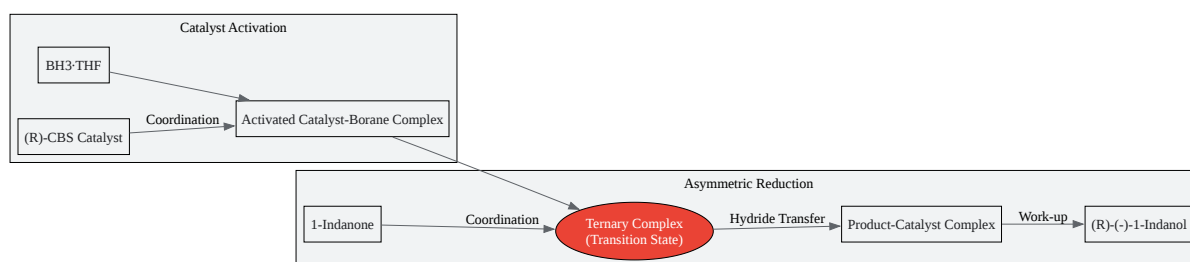 Catalyst Activation
BH3·THF
(R)-CBS Catalyst
Coordination
Activated Catalyst-Borane Complex
Asymmetric Reduction
1-Indanone
Coordination
Ternary Complex
(Transition State)
Hydride Transfer
Product-Catalyst Complex
Work-up
(R)-(-)-1-Indanol